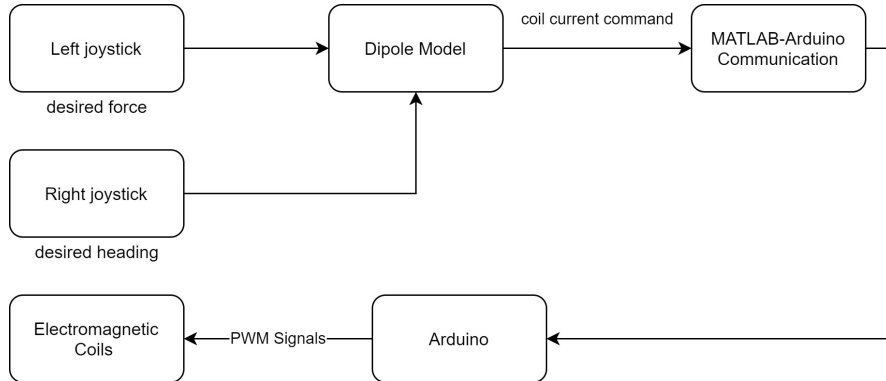 Left joystick
desired force
Dipole Model
coil current command
MATLAB-Arduino
Communication
Right joystick
desired heading
Electromagnetic
Coils
PWM Signals
Arduino